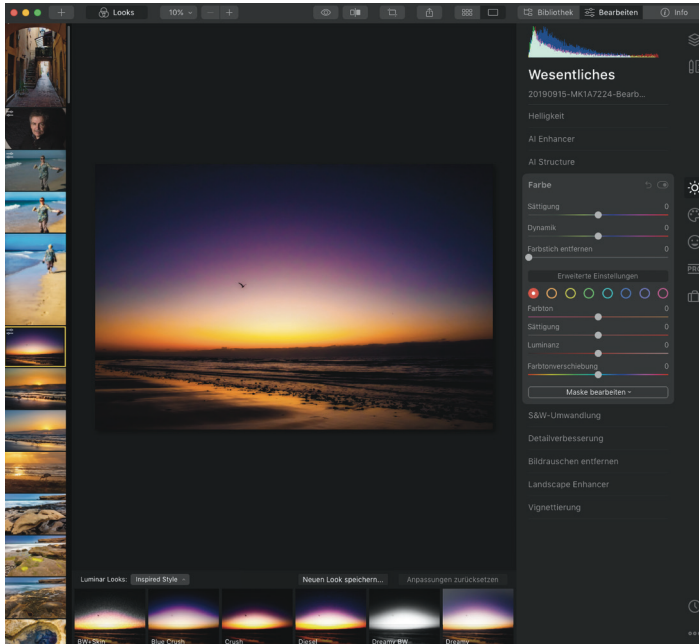 Looks
10%
Bibliothek
Bearbeiten
Info
Wesentliches
20190915-MK1A7224-Bearb...
Helligkeit
AI Enhancer
AI Structure
Farbe
Sättigung 0
Dynamik 0
Farbstich entfernen 0
Erweiterte Einstellungen
Farbton 0
Sättigung 0
Luminanz 0
Farbtonverschiebung 0
Maske bearbeiten
S&W-Umwandlung
Detailverbesserung
Bildrauschen entfernen
Landscape Enhancer
Vignettierung
PRO
Luminar Looks: Inspired Style
Neuen Look speichern...
Anpassungen zurücksetzen
BW+Skin
Blue Crush
Crush
Diesel
Dreamy BW
Dreamy